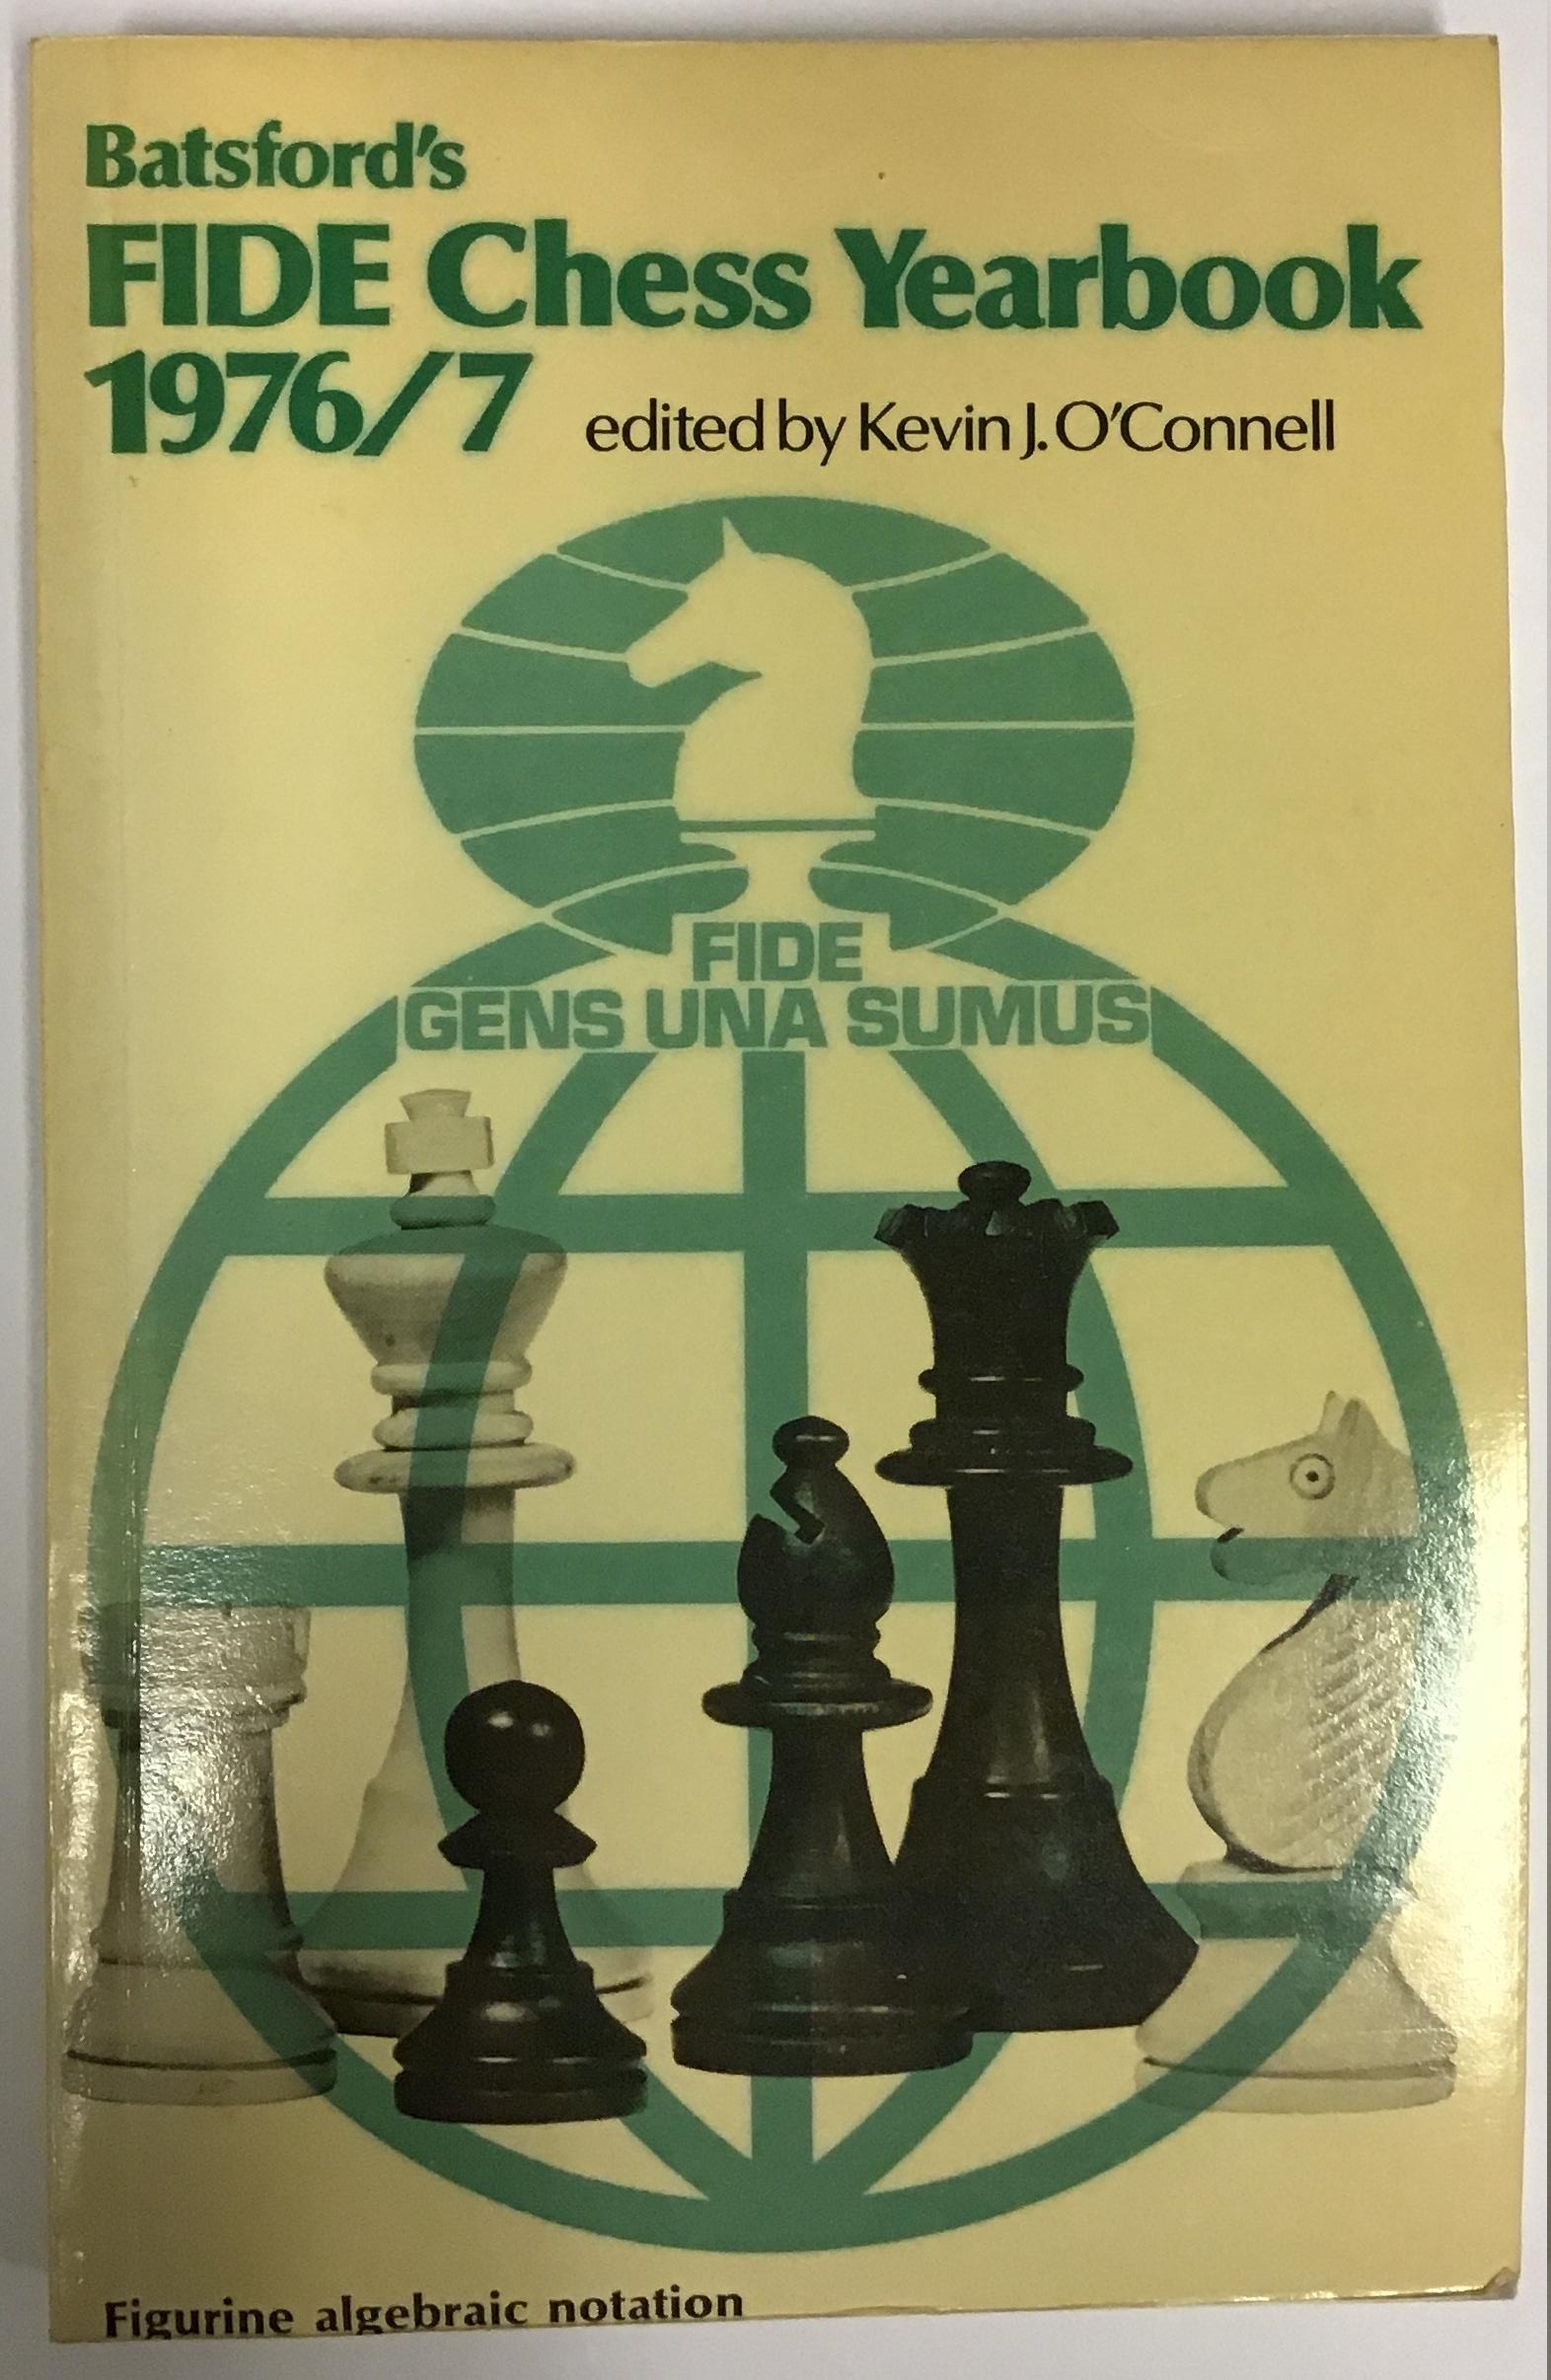 Batsford's
FIDE Chess Yearbook
1976/7 edited by Kevin J. O'Connell
FIDE
GENS UNA SUMUS
Figurine algebraic notation